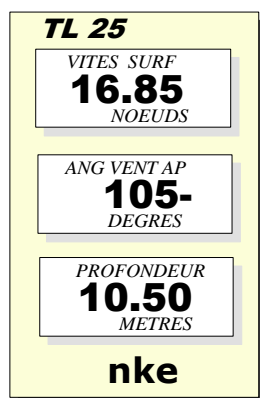 TL 25
VITES SURF
16.85
NOEUDS
ANG VENT AP
105-
DEGRES
PROFONDEUR
10.50
METRES
nke